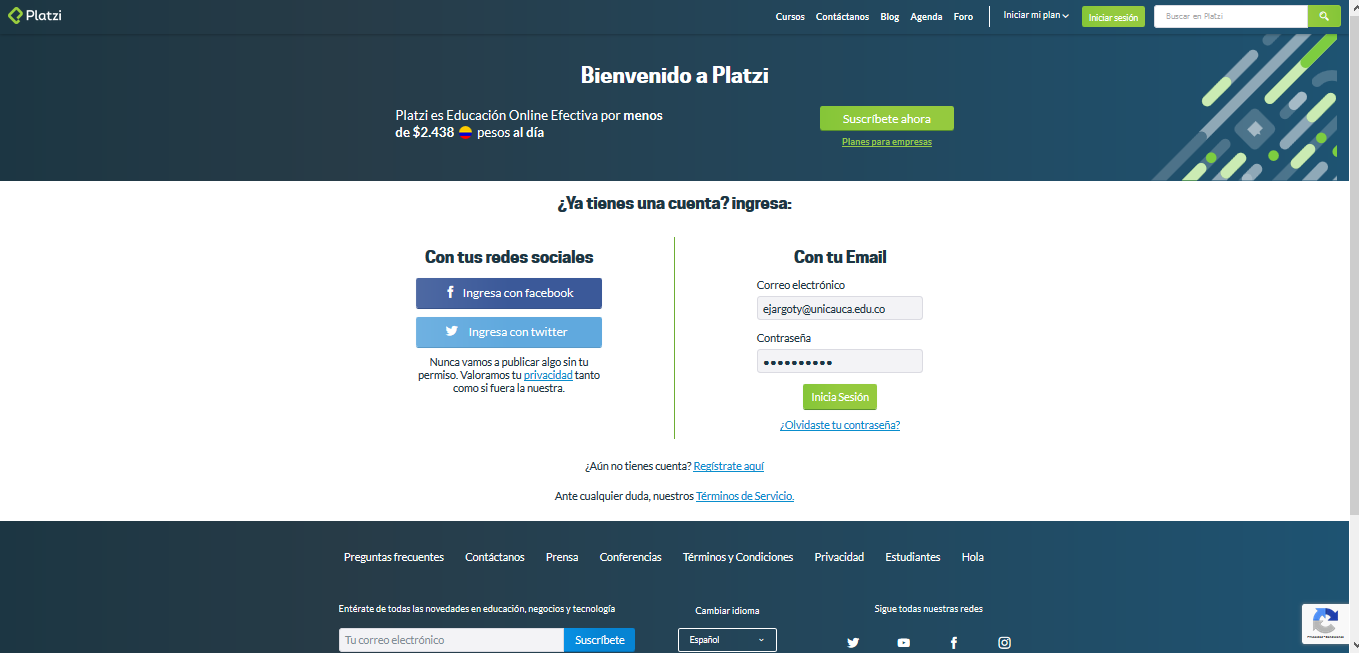 Platzi
Cursos Contáctanos Blog Agenda Foro Iniciar mi plan Iniciar sesión Buscar en Platzi
Bienvenido a Platzi
Platzi es Educación Online Efectiva por menos
de $2.438 pesos al día
Suscríbete ahora
Planes para empresas
¿Ya tienes una cuenta? ingresa:
Con tus redes sociales
Ingresa con facebook
Ingresa con twitter
Nunca vamos a publicar algo sin tu
permiso. Valoramos tu privacidad tanto
como si fuera la nuestra.
Con tu Email
Correo electrónico
ejargoty@unicauca.edu.co
Contraseña
Inicia Sesión
¿Olvidaste tu contraseña?
¿Aún no tienes cuenta? Regístrate aquí
Ante cualquier duda, nuestros Términos de Servicio.
Preguntas frecuentes Contáctanos Prensa Conferencias Términos y Condiciones Privacidad Estudiantes Hola
Entérate de todas las novedades en educación, negocios y tecnología
Tu correo electrónico Suscríbete
Cambiar idioma
Español
Sigue todas nuestras redes